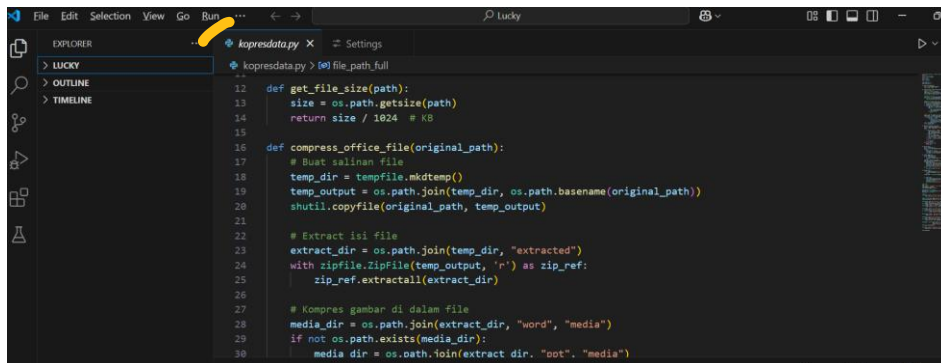 File Edit Selection View Go Run ... Lucky
EXPLORER ... kopresdata.py Settings
LUCKY kopresdata.py > file_path_full
OUTLINE
TIMELINE
12 def get_file_size(path):
13 size = os.path.getsize(path)
14 return size / 1024 # KB
15
16 def compress_office_file(original_path):
17 # Buat salinan file
18 temp_dir = tempfile.mkdtemp()
19 temp_output = os.path.join(temp_dir, os.path.basename(original_path))
20 shutil.copyfile(original_path, temp_output)
21
22 # Extract isi file
23 extract_dir = os.path.join(temp_dir, "extracted")
24 with zipfile.ZipFile(temp_output, 'r') as zip_ref:
25 zip_ref.extractall(extract_dir)
26
27 # Kompres gambar di dalam file
28 media_dir = os.path.join(extract_dir, "word", "media")
29 if not os.path.exists(media_dir):
30 media_dir = os.path.join(extract_dir, "ppt", "media")